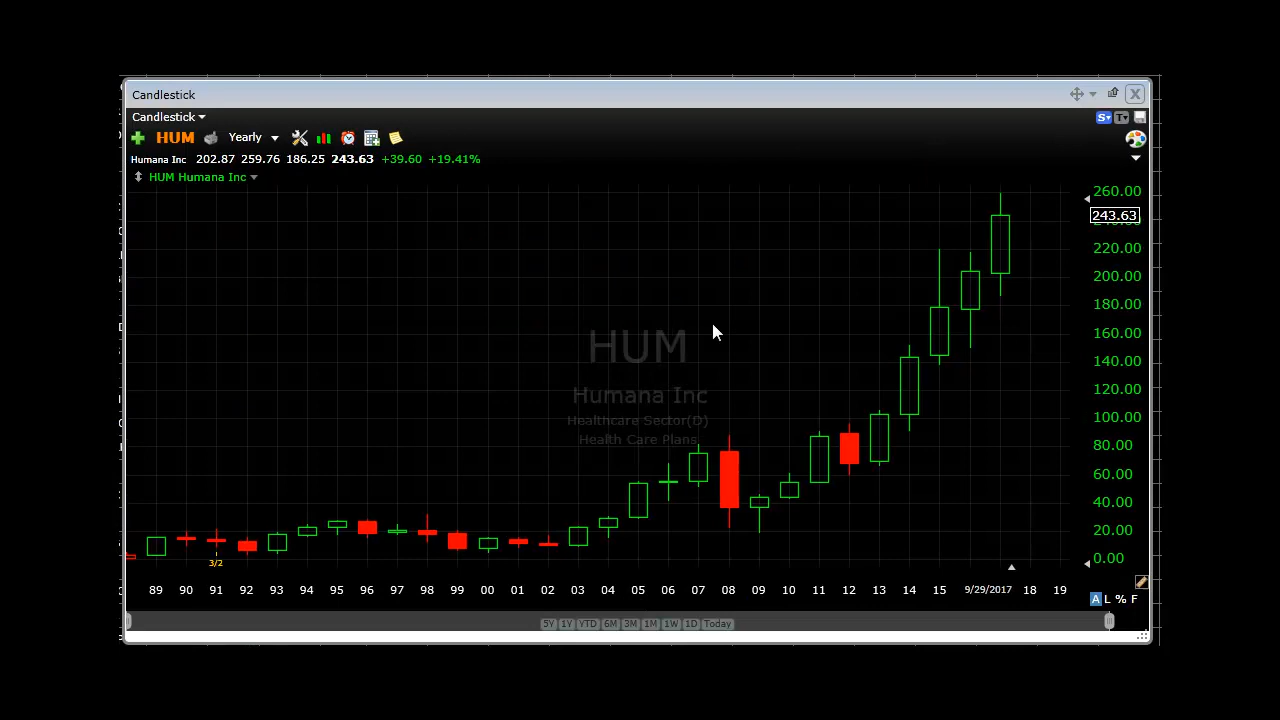 Candlestick
Candlestick
S T
HUM Yearly
Humana Inc 202.87 259.76 186.25 243.63 +39.60 +19.41%
HUM Humana Inc
260.00
243.63
220.00
200.00
180.00
160.00
140.00
120.00
100.00
80.00
60.00
40.00
20.00
0.00
HUM
Humana Inc
Healthcare Sector(D)
Health Care Plans
3/2
89 90 91 92 93 94 95 96 97 98 99 00 01 02 03 04 05 06 07 08 09 10 11 12 13 14 15 9/29/2017 18 19
A L % F
5Y 1Y YTD 6M 3M 1M 1W 1D Today